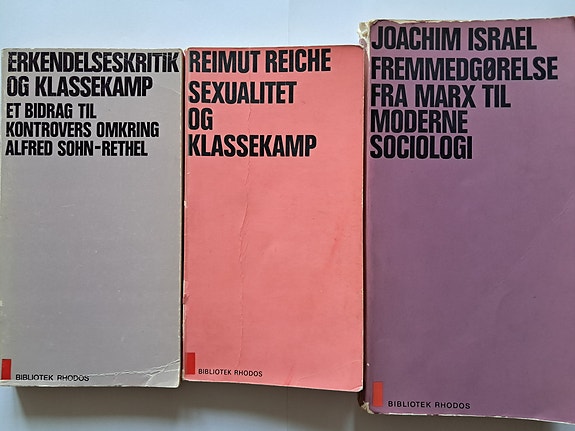 ERKENDELSESKRITIK
OG KLASSEKAMP
ET BIDRAG TIL
KONTROVERS OMKRING
ALFRED SOHN-RETHEL
BIBLIOTEK RHODOS
REIMUT REICHE
SEXUALITET
OG
KLASSEKAMP
BIBLIOTEK RHODOS
JOACHIM ISRAEL
FREMMEDGØRELSE
FRA MARX TIL
MODERNE
SOCIOLOGI
BIBLIOTEK RHODOS